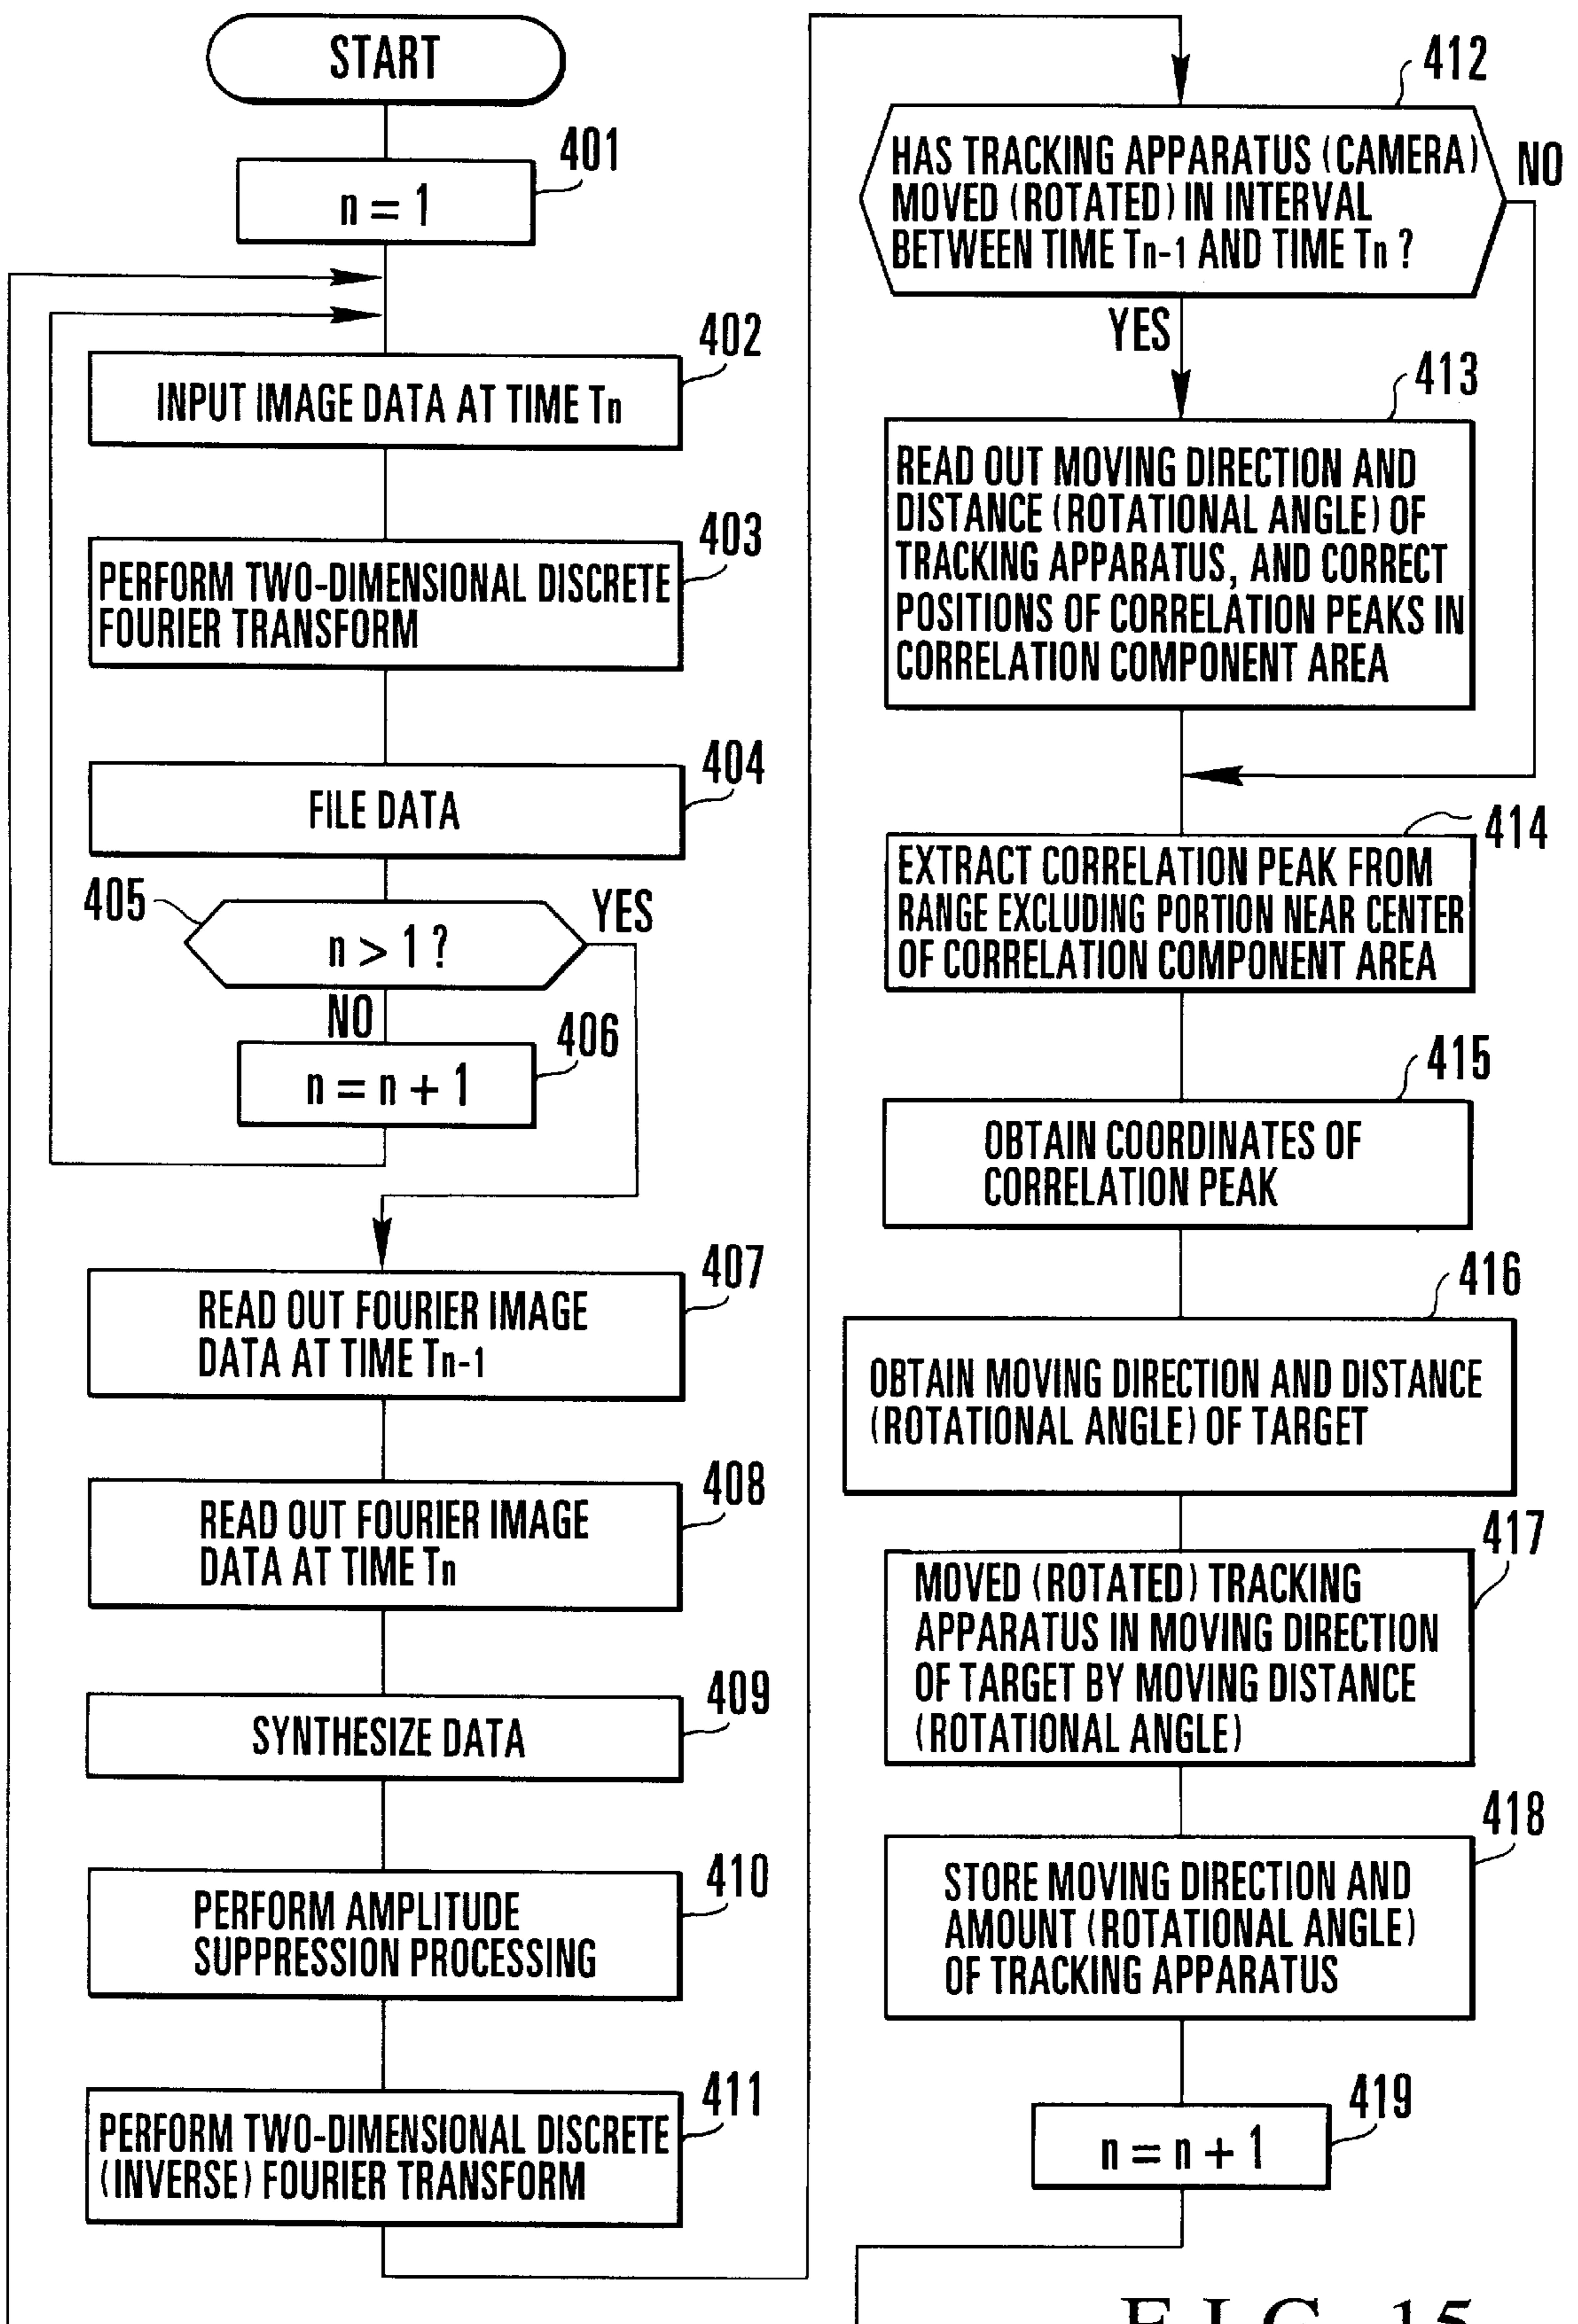 START
401
n = 1
402
INPUT IMAGE DATA AT TIME Tn
403
PERFORM TWO-DIMENSIONAL DISCRETE
FOURIER TRANSFORM
404
FILE DATA
405
n > 1 ?
YES
NO
406
n = n + 1
407
READ OUT FOURIER IMAGE
DATA AT TIME Tn-1
408
READ OUT FOURIER IMAGE
DATA AT TIME Tn
409
SYNTHESIZE DATA
410
PERFORM AMPLITUDE
SUPPRESSION PROCESSING
411
PERFORM TWO-DIMENSIONAL DISCRETE
(INVERSE) FOURIER TRANSFORM
412
HAS TRACKING APPARATUS (CAMERA)
MOVED (ROTATED) IN INTERVAL
BETWEEN TIME Tn-1 AND TIME Tn ?
NO
YES
413
READ OUT MOVING DIRECTION AND
DISTANCE (ROTATIONAL ANGLE) OF
TRACKING APPARATUS, AND CORRECT
POSITIONS OF CORRELATION PEAKS IN
CORRELATION COMPONENT AREA
414
EXTRACT CORRELATION PEAK FROM
RANGE EXCLUDING PORTION NEAR CENTER
OF CORRELATION COMPONENT AREA
415
OBTAIN COORDINATES OF
CORRELATION PEAK
416
OBTAIN MOVING DIRECTION AND DISTANCE
(ROTATIONAL ANGLE) OF TARGET
417
MOVED (ROTATED) TRACKING
APPARATUS IN MOVING DIRECTION
OF TARGET BY MOVING DISTANCE
(ROTATIONAL ANGLE)
418
STORE MOVING DIRECTION AND
AMOUNT (ROTATIONAL ANGLE)
OF TRACKING APPARATUS
419
n = n + 1
FIG. 15